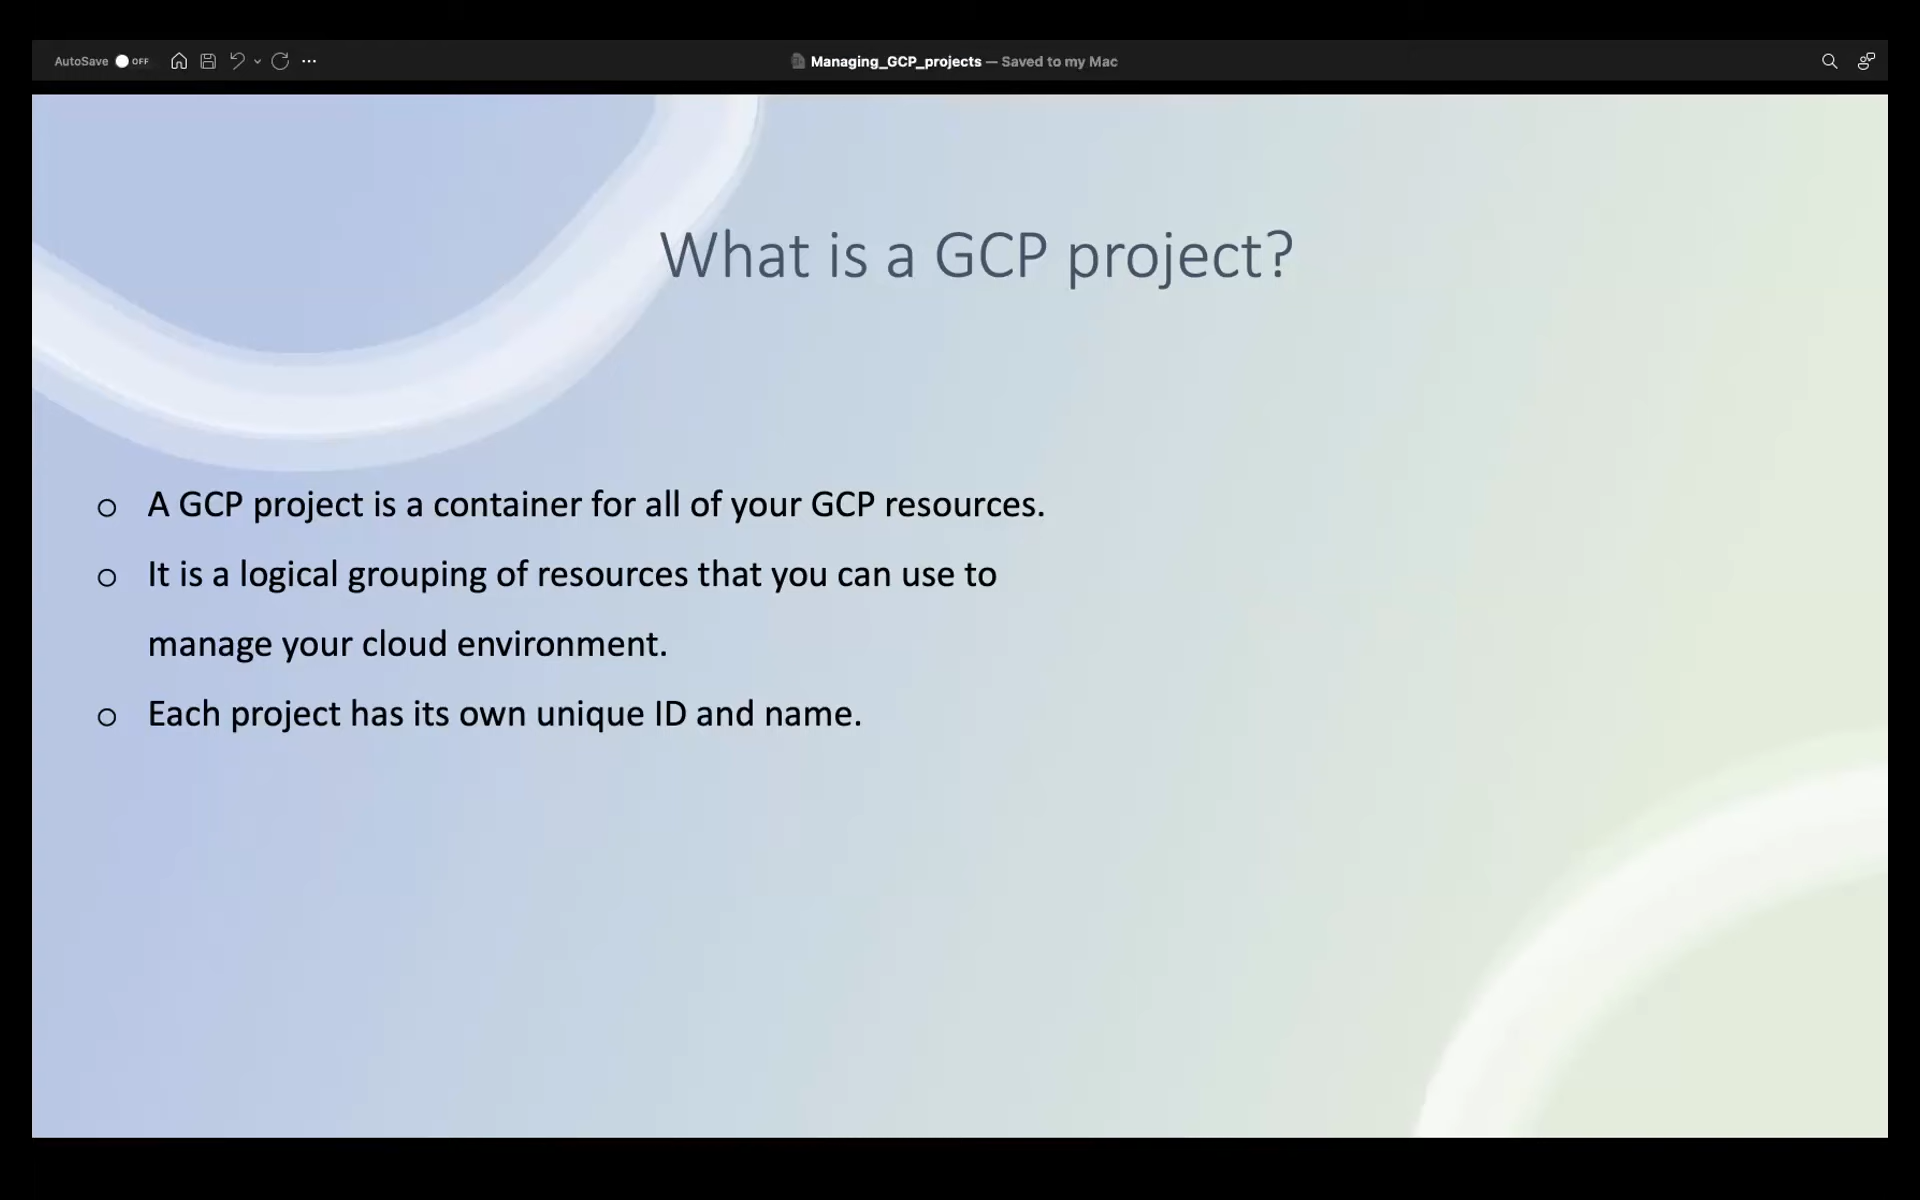 AutoSave OFF
Managing_GCP_projects — Saved to my Mac
What is a GCP project?
A GCP project is a container for all of your GCP resources.
It is a logical grouping of resources that you can use to
manage your cloud environment.
Each project has its own unique ID and name.